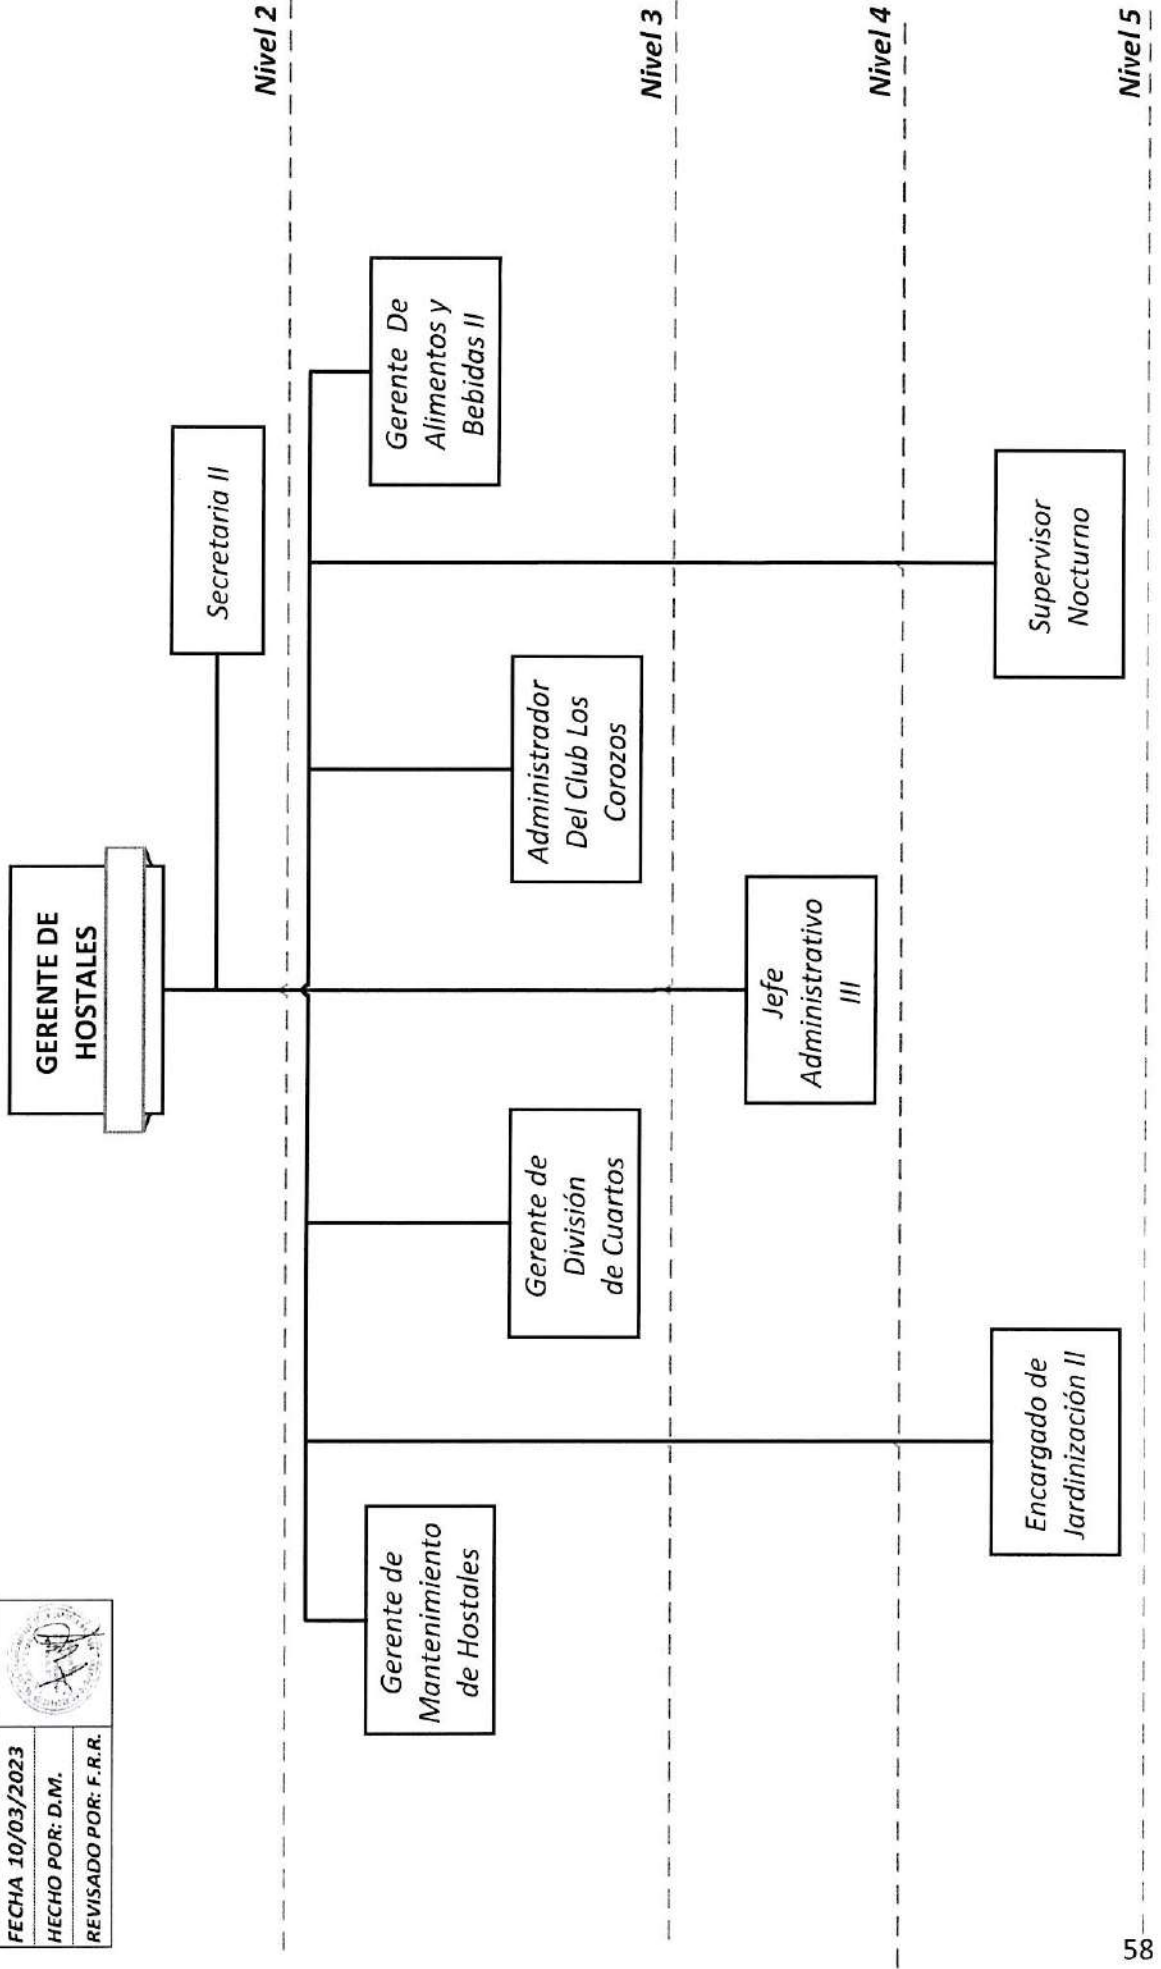 FECHA 10/03/2023
HECHO POR: D.M.
REVISADO POR: F.R.R.
GERENTE DE
HOSTALES
Secretaria II
Nivel 2
Gerente de
Mantenimiento
de Hostales
Gerente De
Alimentos y
Bebidas II
Gerente de
División
de Cuartos
Administrador
Del Club Los
Corozos
Nivel 3
Jefe
Administrativo
III
Nivel 4
Encargado de
Jardinización II
Supervisor
Nocturno
Nivel 5
58